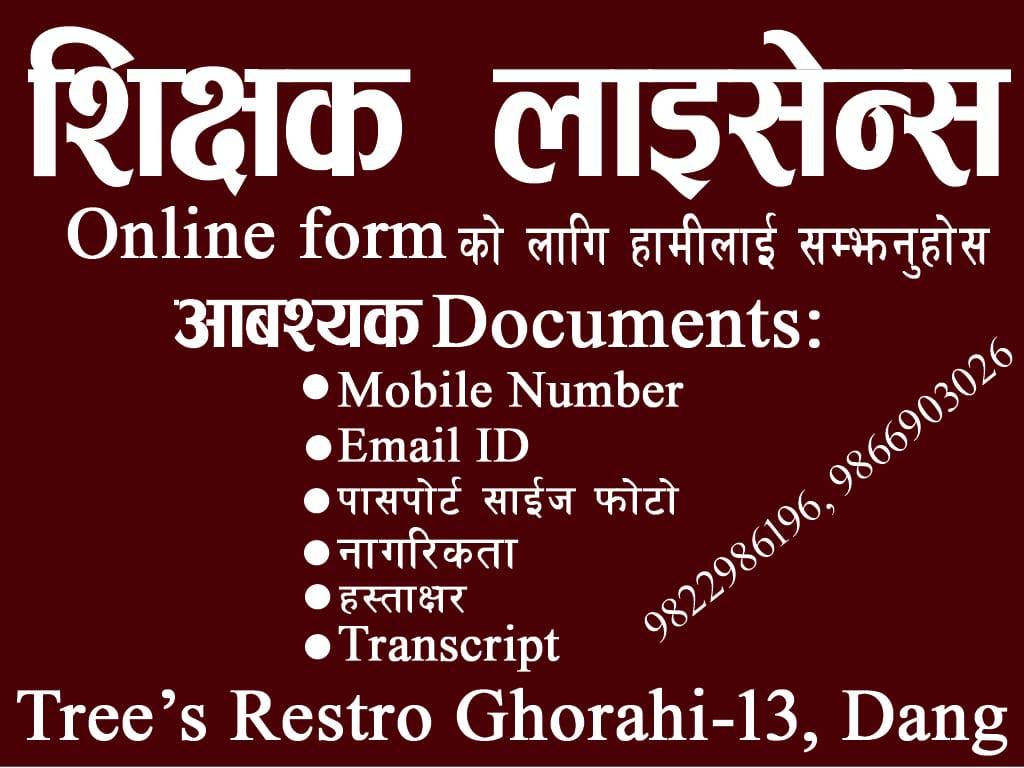 शिक्षक लाइसेन्स
Online form को लागि हामीलाई सम्झनुहोस
आबश्यक Documents:
● Mobile Number
● Email ID
● पासपोर्ट साईज फोटो
● नागरिकता
● हस्ताक्षर
● Transcript
9822986196, 9866903026
Tree's Restro Ghorahi-13, Dang